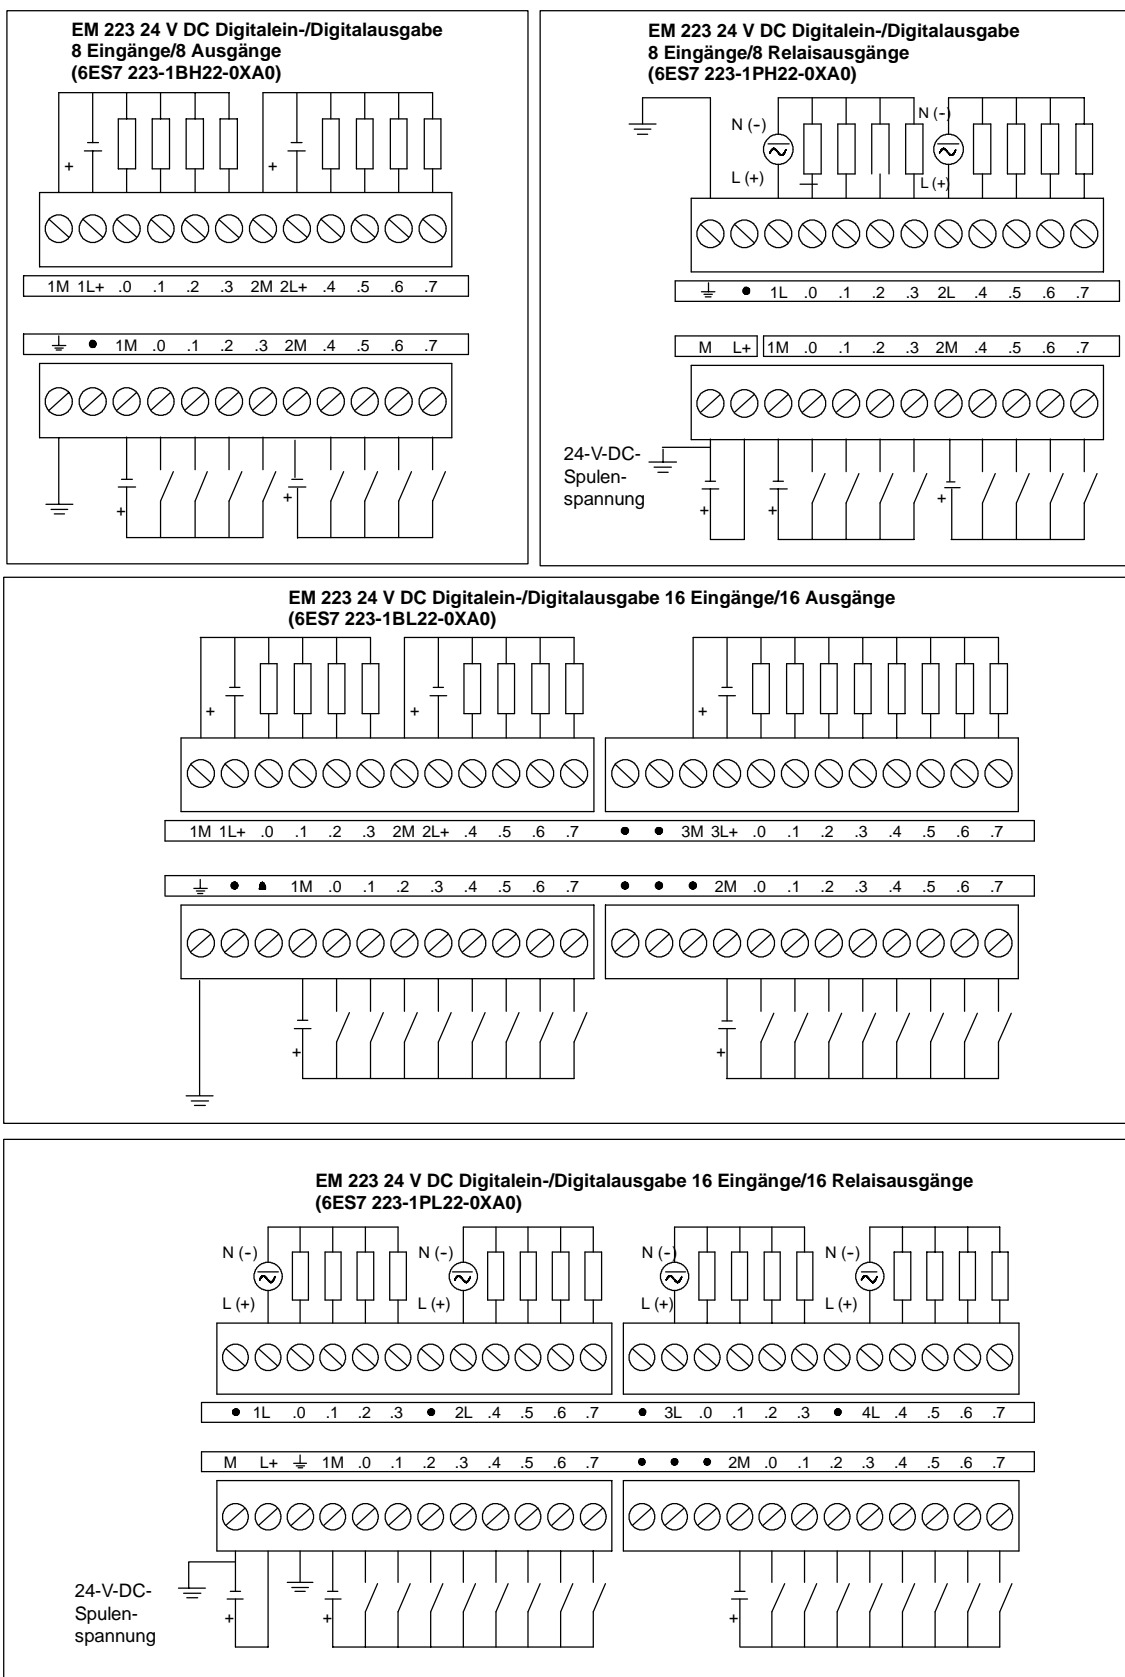 EM 223 24 V DC Digitalein-/Digitalausgabe
8 Eingänge/8 Ausgänge
(6ES7 223-1BH22-0XA0)
+ +
1M 1L+ .0 .1 .2 .3 2M 2L+ .4 .5 .6 .7
● 1M .0 .1 .2 .3 2M .4 .5 .6 .7
+ +
EM 223 24 V DC Digitalein-/Digitalausgabe
8 Eingänge/8 Relaisausgänge
(6ES7 223-1PH22-0XA0)
N (-) N (-)
L (+) L (+)
● 1L .0 .1 .2 .3 2L .4 .5 .6 .7
M L+ 1M .0 .1 .2 .3 2M .4 .5 .6 .7
24-V-DC-
Spulen-
spannung
+ + +
EM 223 24 V DC Digitalein-/Digitalausgabe 16 Eingänge/16 Ausgänge
(6ES7 223-1BL22-0XA0)
+ + +
1M 1L+ .0 .1 .2 .3 2M 2L+ .4 .5 .6 .7 ● ● 3M 3L+ .0 .1 .2 .3 .4 .5 .6 .7
● ● 1M .0 .1 .2 .3 .4 .5 .6 .7 ● ● ● 2M .0 .1 .2 .3 .4 .5 .6 .7
+ +
EM 223 24 V DC Digitalein-/Digitalausgabe 16 Eingänge/16 Relaisausgänge
(6ES7 223-1PL22-0XA0)
N (-) N (-) N (-) N (-)
L (+) L (+) L (+) L (+)
● 1L .0 .1 .2 .3 ● 2L .4 .5 .6 .7 ● 3L .0 .1 .2 .3 ● 4L .4 .5 .6 .7
M L+ 1M .0 .1 .2 .3 .4 .5 .6 .7 ● ● ● 2M .0 .1 .2 .3 .4 .5 .6 .7
24-V-DC-
Spulen-
spannung
+ + +